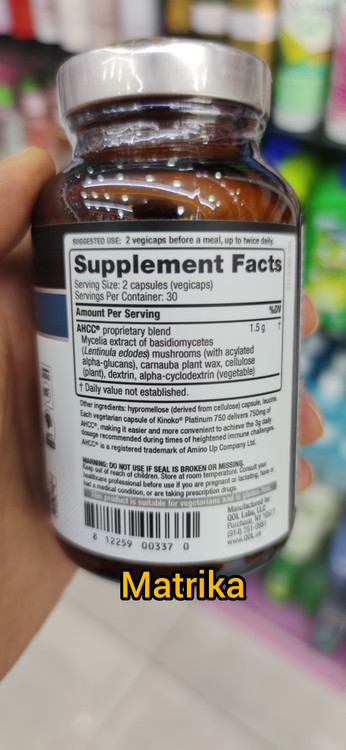 SUGGESTED USE: 2 vegicaps before a meal, up to twice daily.
Supplement Facts
Serving Size: 2 capsules (vegicaps)
Servings Per Container: 30
Amount Per Serving %DV
AHCC® proprietary blend 1.5 g †
Mycelia extract of basidiomycetes
(Lentinula edodes) mushrooms (with acylated
alpha-glucans), carnauba plant wax, cellulose
(plant), dextrin, alpha-cyclodextrin (vegetable)
† Daily value not established.
Other ingredients: hypromellose (derived from cellulose) capsule, leucine.
Each vegetarian capsule of Kinoko® Platinum 750 delivers 750mg of
AHCC®, making it easier and more convenient to achieve the 3g daily
dosage recommended during times of heightened immune challenges.
AHCC® is a registered trademark of Amino Up Company Ltd.
WARNING: DO NOT USE IF SEAL IS BROKEN OR MISSING.
Keep out of reach of children. Store at room temperature. Consult your
healthcare professional before use if you are pregnant or lactating, have
had a medical condition, or are taking prescription drugs.
This product is suitable for vegetarians and is gluten free.
Manufactured for:
QOL Labs, LLC
Purchase, NY 10577
(914) 251-0881
www.QOL.us
8 12259 00337 0
Matrika